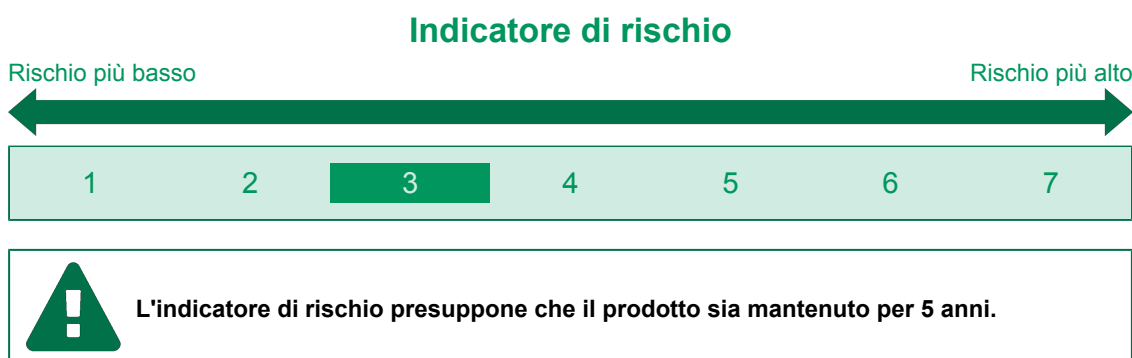 Indicatore di rischio
Rischio più basso Rischio più alto
1 2 3 4 5 6 7
L'indicatore di rischio presuppone che il prodotto sia mantenuto per 5 anni.